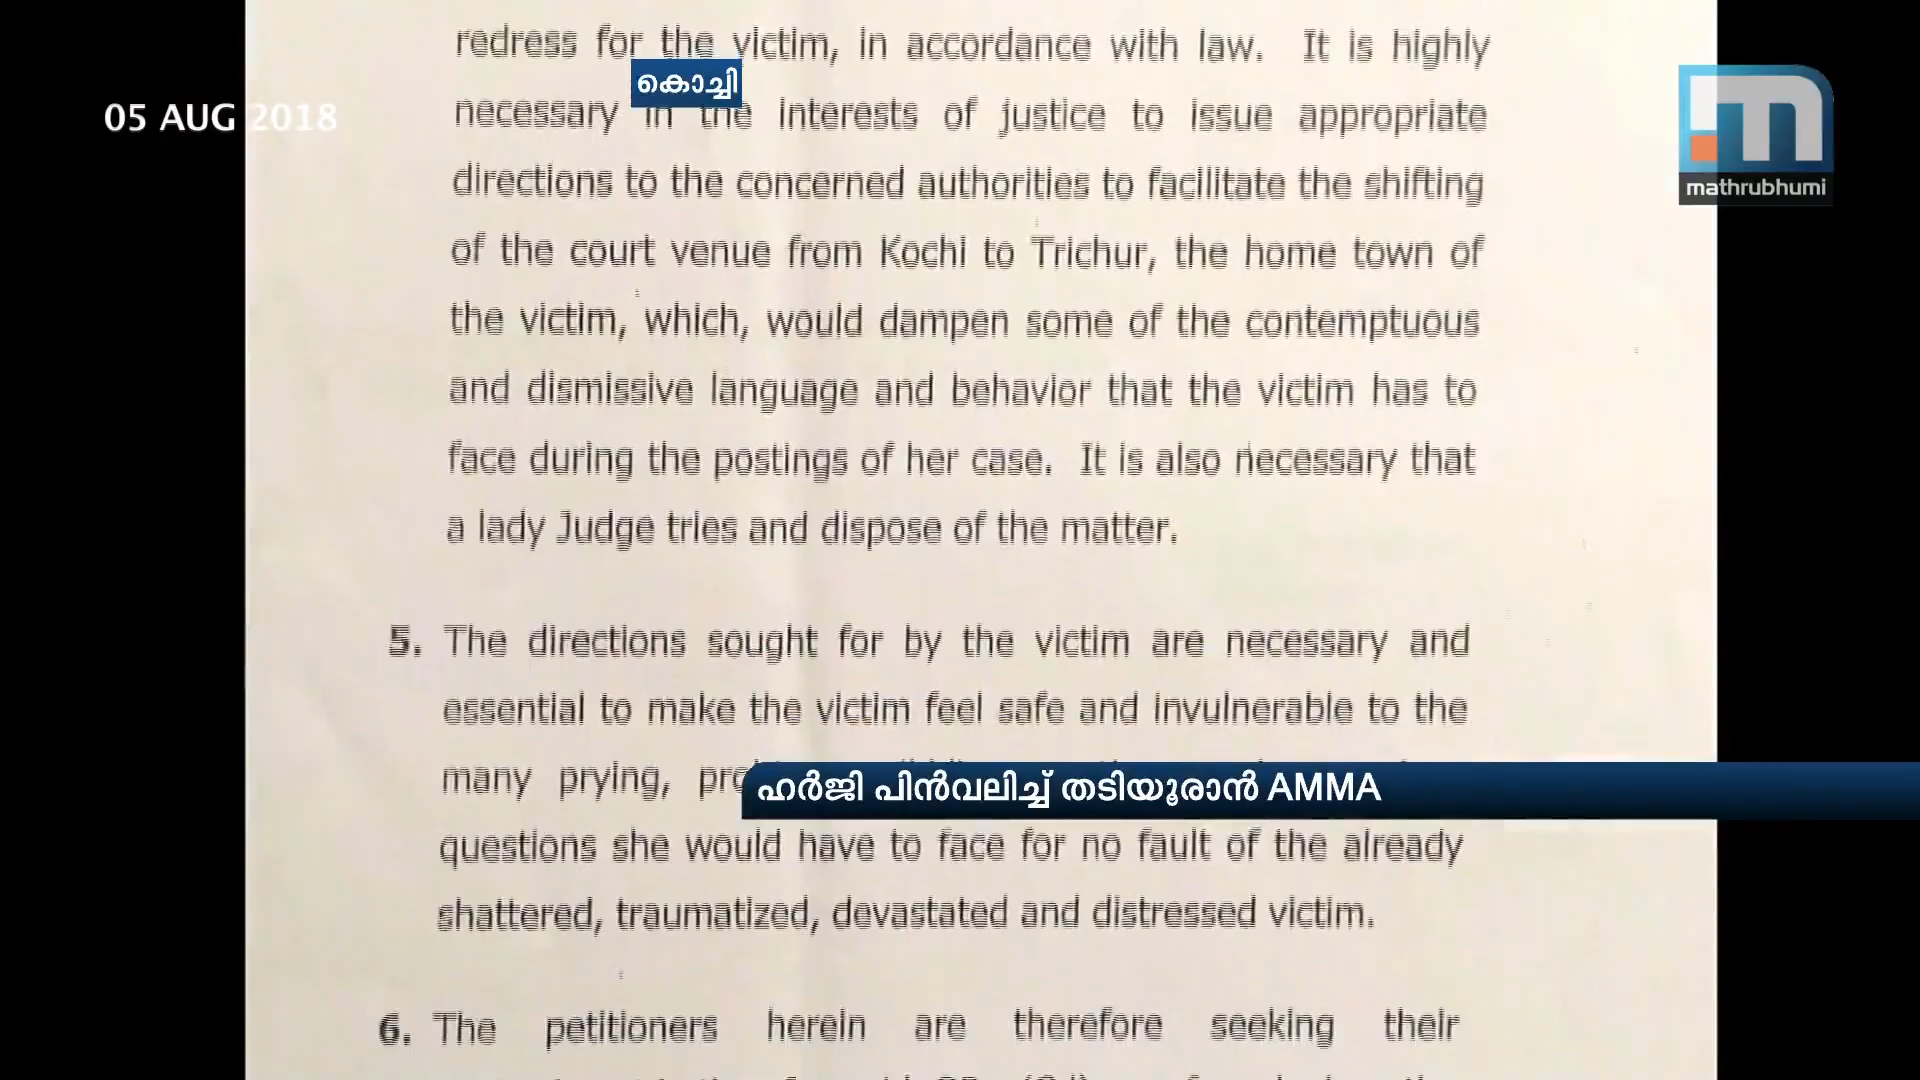 redress for the victim, in accordance with law. It is highly
കൊച്ചി
necessary in the interests of justice to issue appropriate
05 AUG 2018
mathrubhumi
directions to the concerned authorities to facilitate the shifting
of the court venue from Kochi to Trichur, the home town of
the victim, which, would dampen some of the contemptuous
and dismissive language and behavior that the victim has to
face during the postings of her case. It is also necessary that
a lady Judge tries and dispose of the matter.
5. The directions sought for by the victim are necessary and
essential to make the victim feel safe and invulnerable to the
many prying,
ഹർജി പിൻവലിച്ച് തടിയൂരാൻ AMMA
questions she would have to face for no fault of the already
shattered, traumatized, devastated and distressed victim.
6. The petitioners herein are therefore seeking their